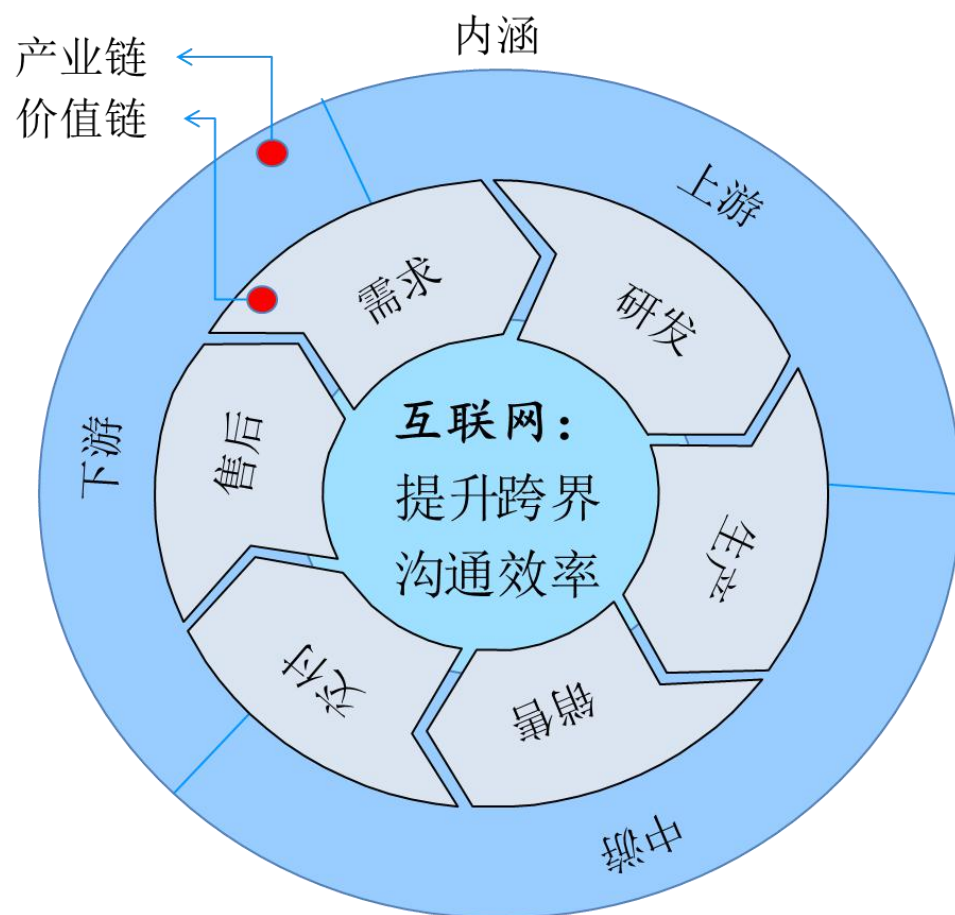 内涵
产业链
价值链
上游
需求
研发
互联网：
提升跨界
沟通效率
下游
售后
生产
交付
销售
中游